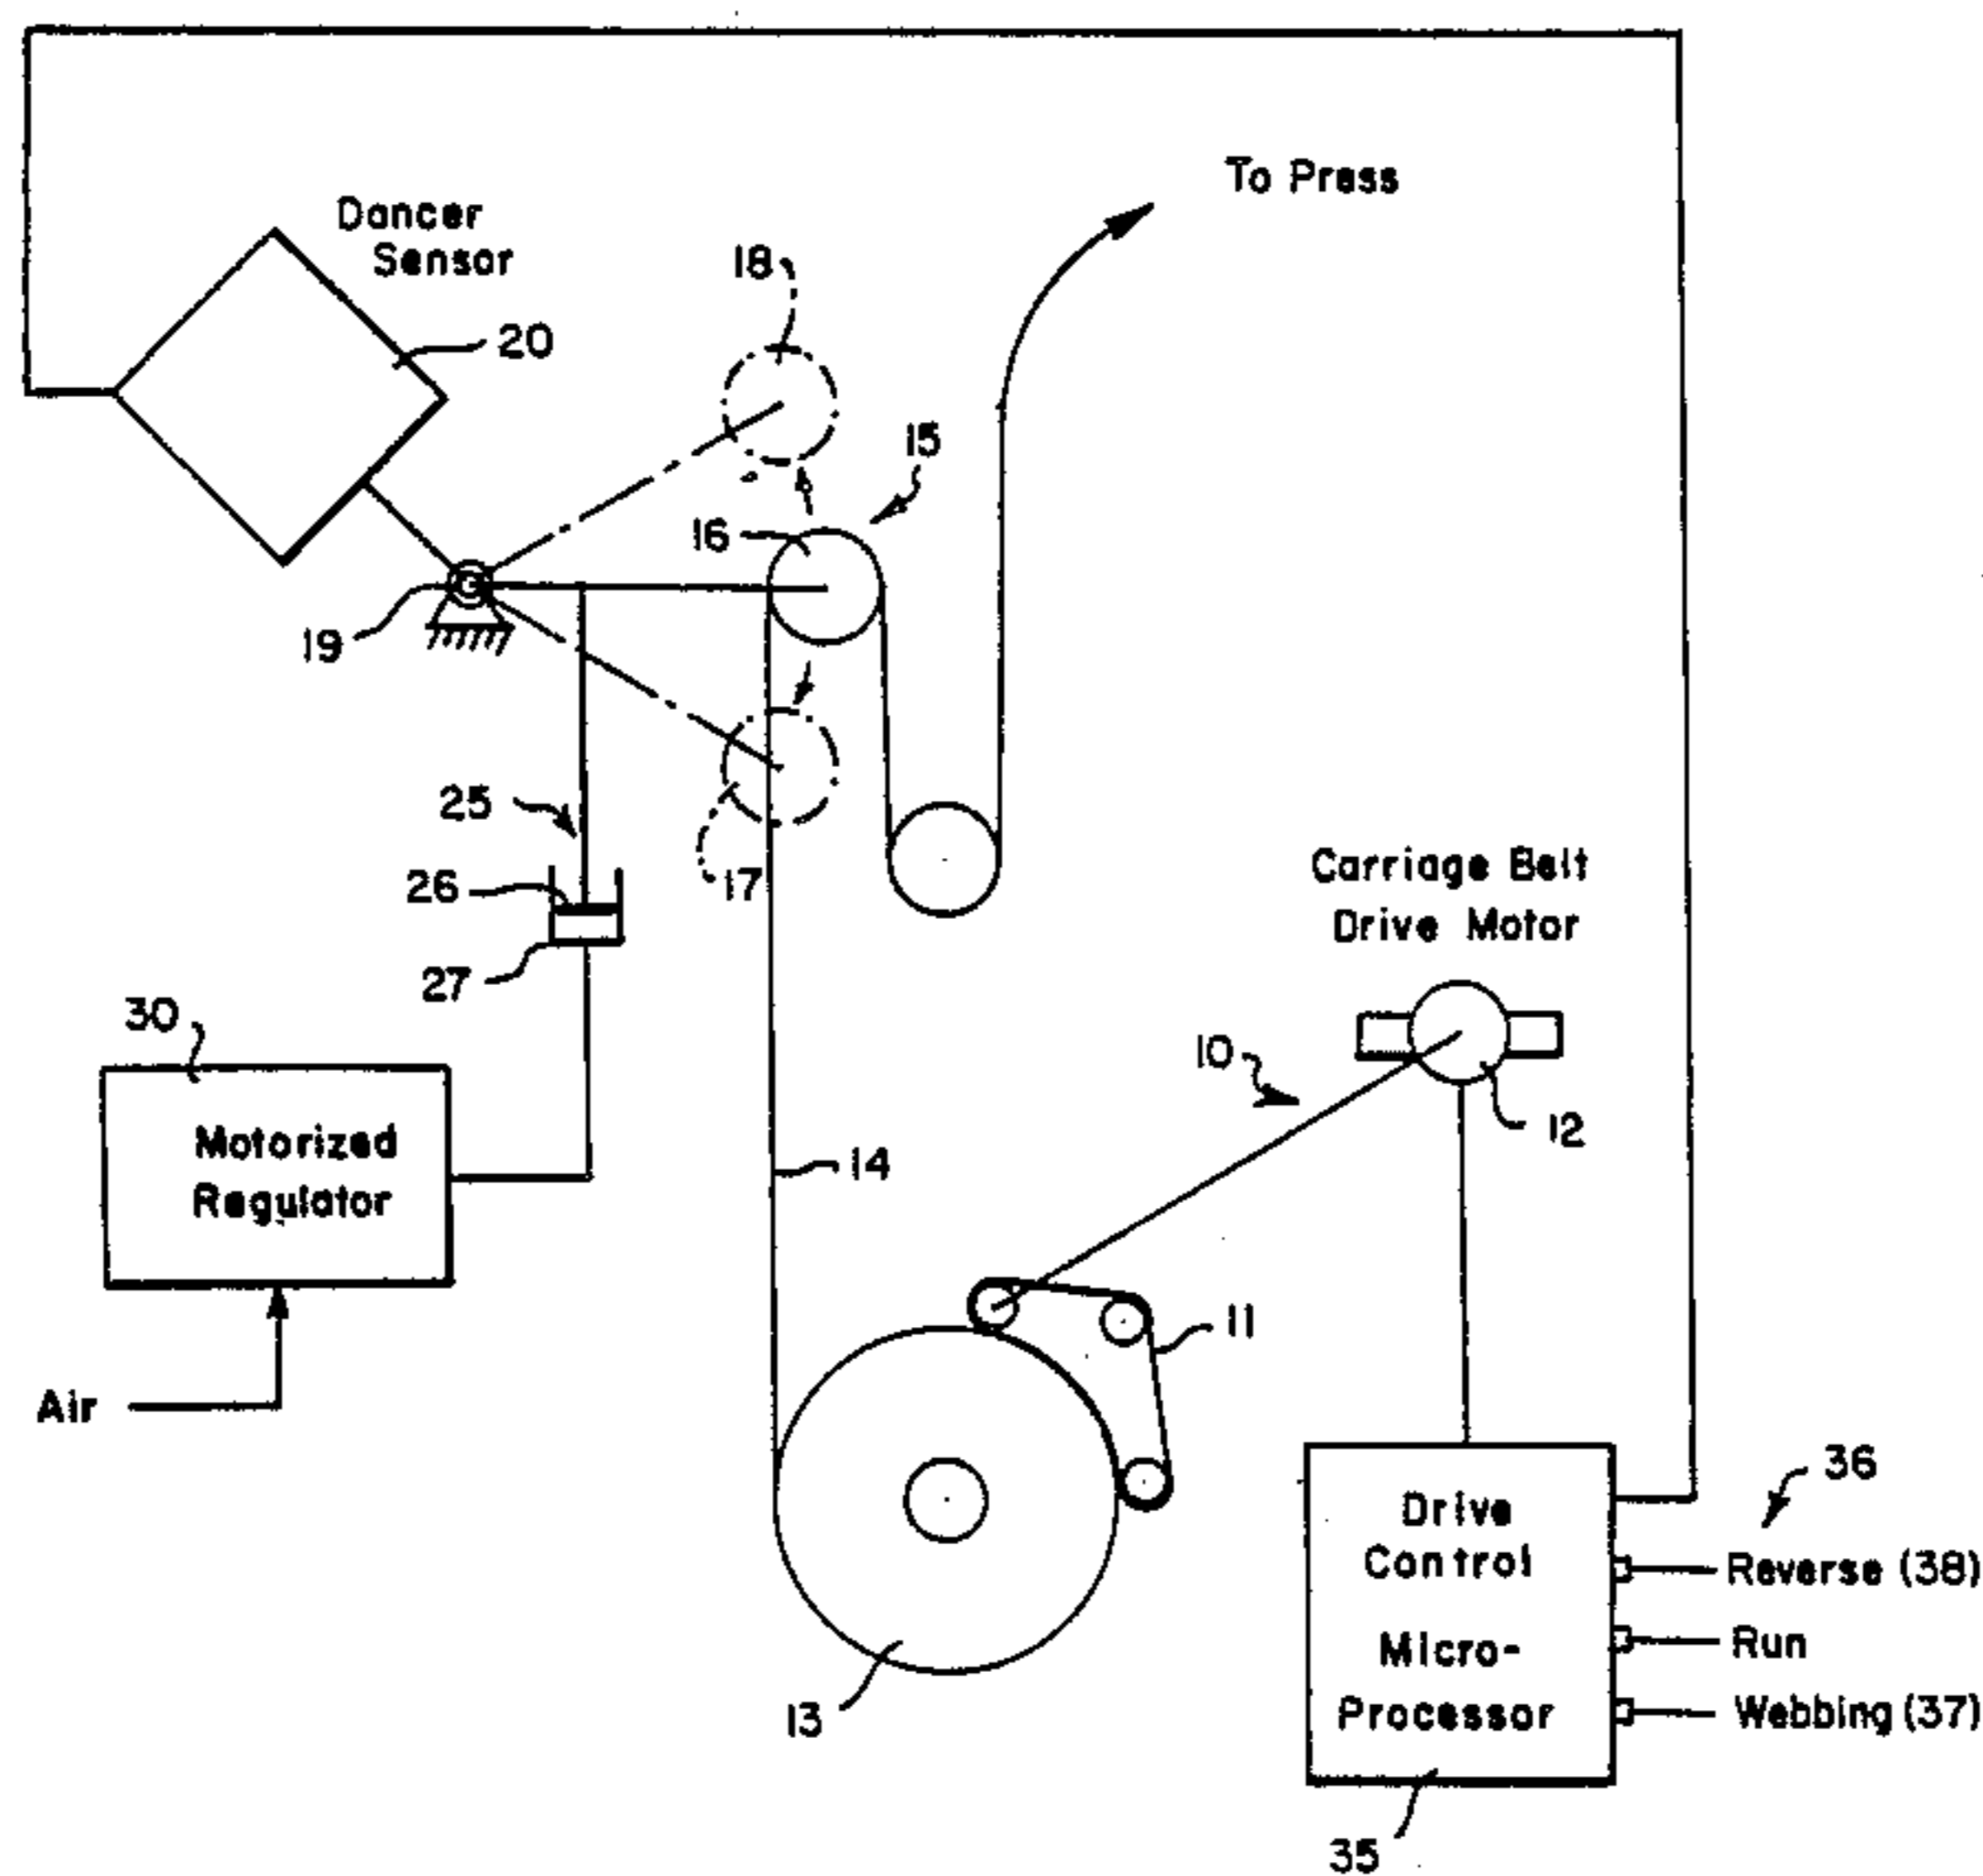 To Press
Dancer
Sensor
20
18
15
16
19
25
17
26
27
Carriage Belt
Drive Motor
30
10
12
Motorized
Regulator
14
11
Air
36
Drive
Control
Micro-
Processor
Reverse (38)
Run
Webbing (37)
13
35